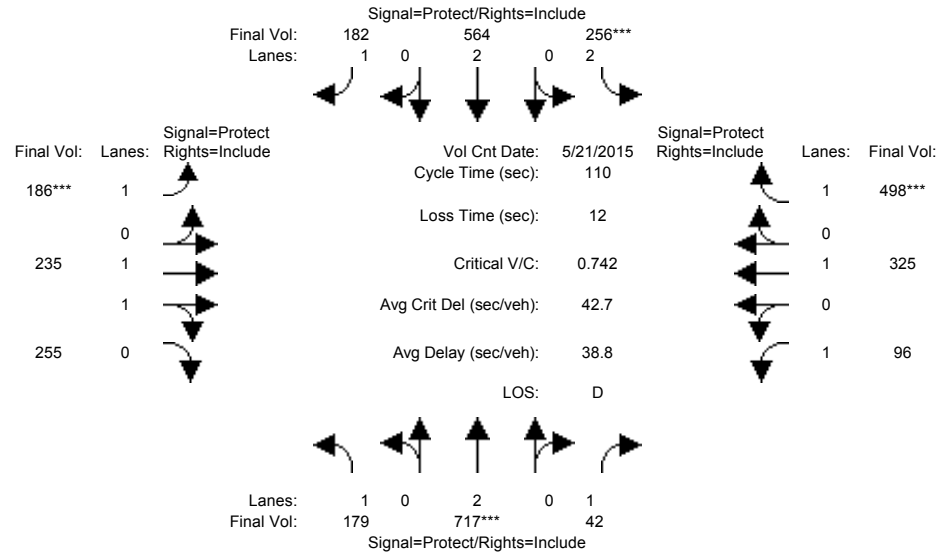 Signal=Protect/Rights=Include
Final Vol: 182 564 256***
Lanes: 1 0 2 0 2
Signal=Protect
Final Vol: Lanes: Rights=Include
Vol Cnt Date: 5/21/2015
Signal=Protect
Rights=Include Lanes: Final Vol:
Cycle Time (sec): 110
186*** 1
1 498***
Loss Time (sec): 12
0
0
235 1
Critical V/C: 0.742
1 325
1
Avg Crit Del (sec/veh): 42.7
0
255 0
Avg Delay (sec/veh): 38.8
1 96
LOS: D
Lanes: 1 0 2 0 1
Final Vol: 179 717*** 42
Signal=Protect/Rights=Include